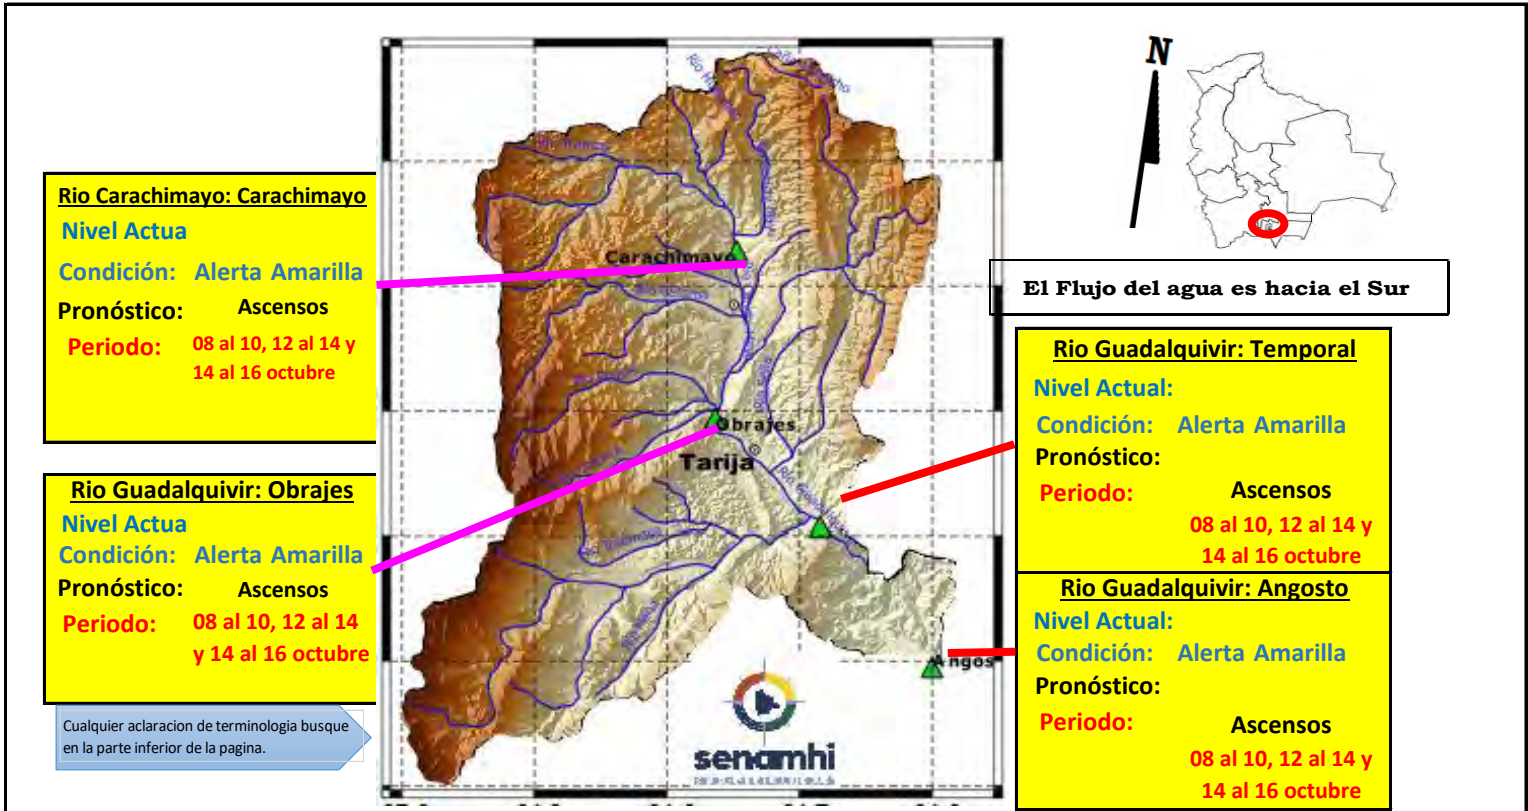 Rio Carachimayo: Carachimayo
Nivel Actua
Condición: Alerta Amarilla
Pronóstico: Ascensos
Periodo: 08 al 10, 12 al 14 y
14 al 16 octubre
Rio Guadalquivir: Obrajes
Nivel Actua
Condición: Alerta Amarilla
Pronóstico: Ascensos
Periodo: 08 al 10, 12 al 14
y 14 al 16 octubre
Cualquier aclaracion de terminologia busque
en la parte inferior de la pagina.
Carachimayo
Obrajes
Tarija
Angos
senamhi
N
El Flujo del agua es hacia el Sur
Rio Guadalquivir: Temporal
Nivel Actual:
Condición: Alerta Amarilla
Pronóstico:
Periodo: Ascensos
08 al 10, 12 al 14 y
14 al 16 octubre
Rio Guadalquivir: Angosto
Nivel Actual:
Condición: Alerta Amarilla
Pronóstico:
Periodo: Ascensos
08 al 10, 12 al 14 y
14 al 16 octubre